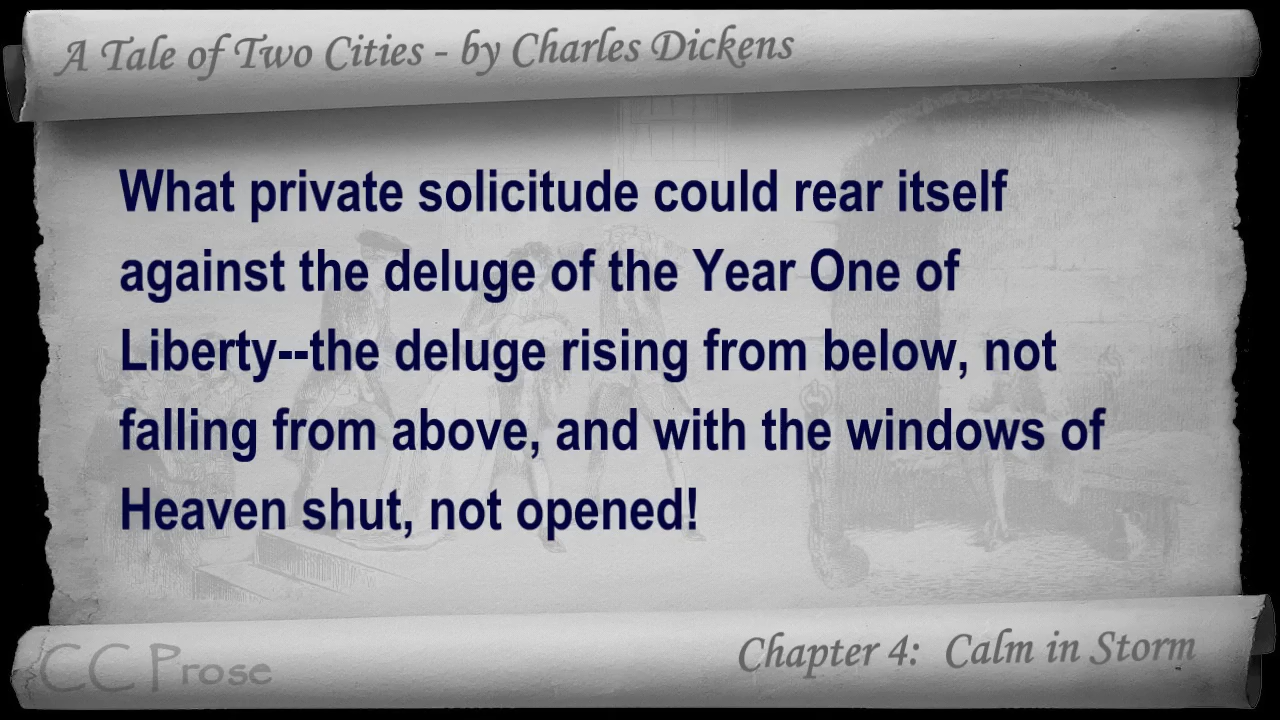 A Tale of Two Cities - by Charles Dickens
What private solicitude could rear itself
against the deluge of the Year One of
Liberty--the deluge rising from below, not
falling from above, and with the windows of
Heaven shut, not opened!
CC Prose
Chapter 4: Calm in Storm